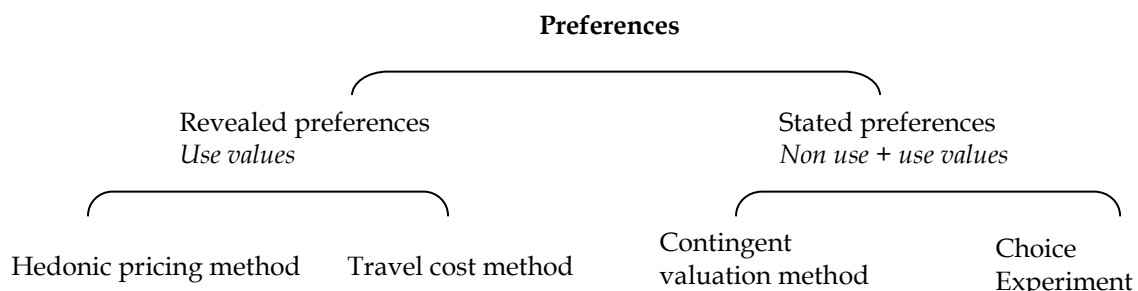 Preferences
Revealed preferences
Use values
Stated preferences
Non use + use values
Hedonic pricing method
Travel cost method
Contingent
valuation method
Choice
Experiment